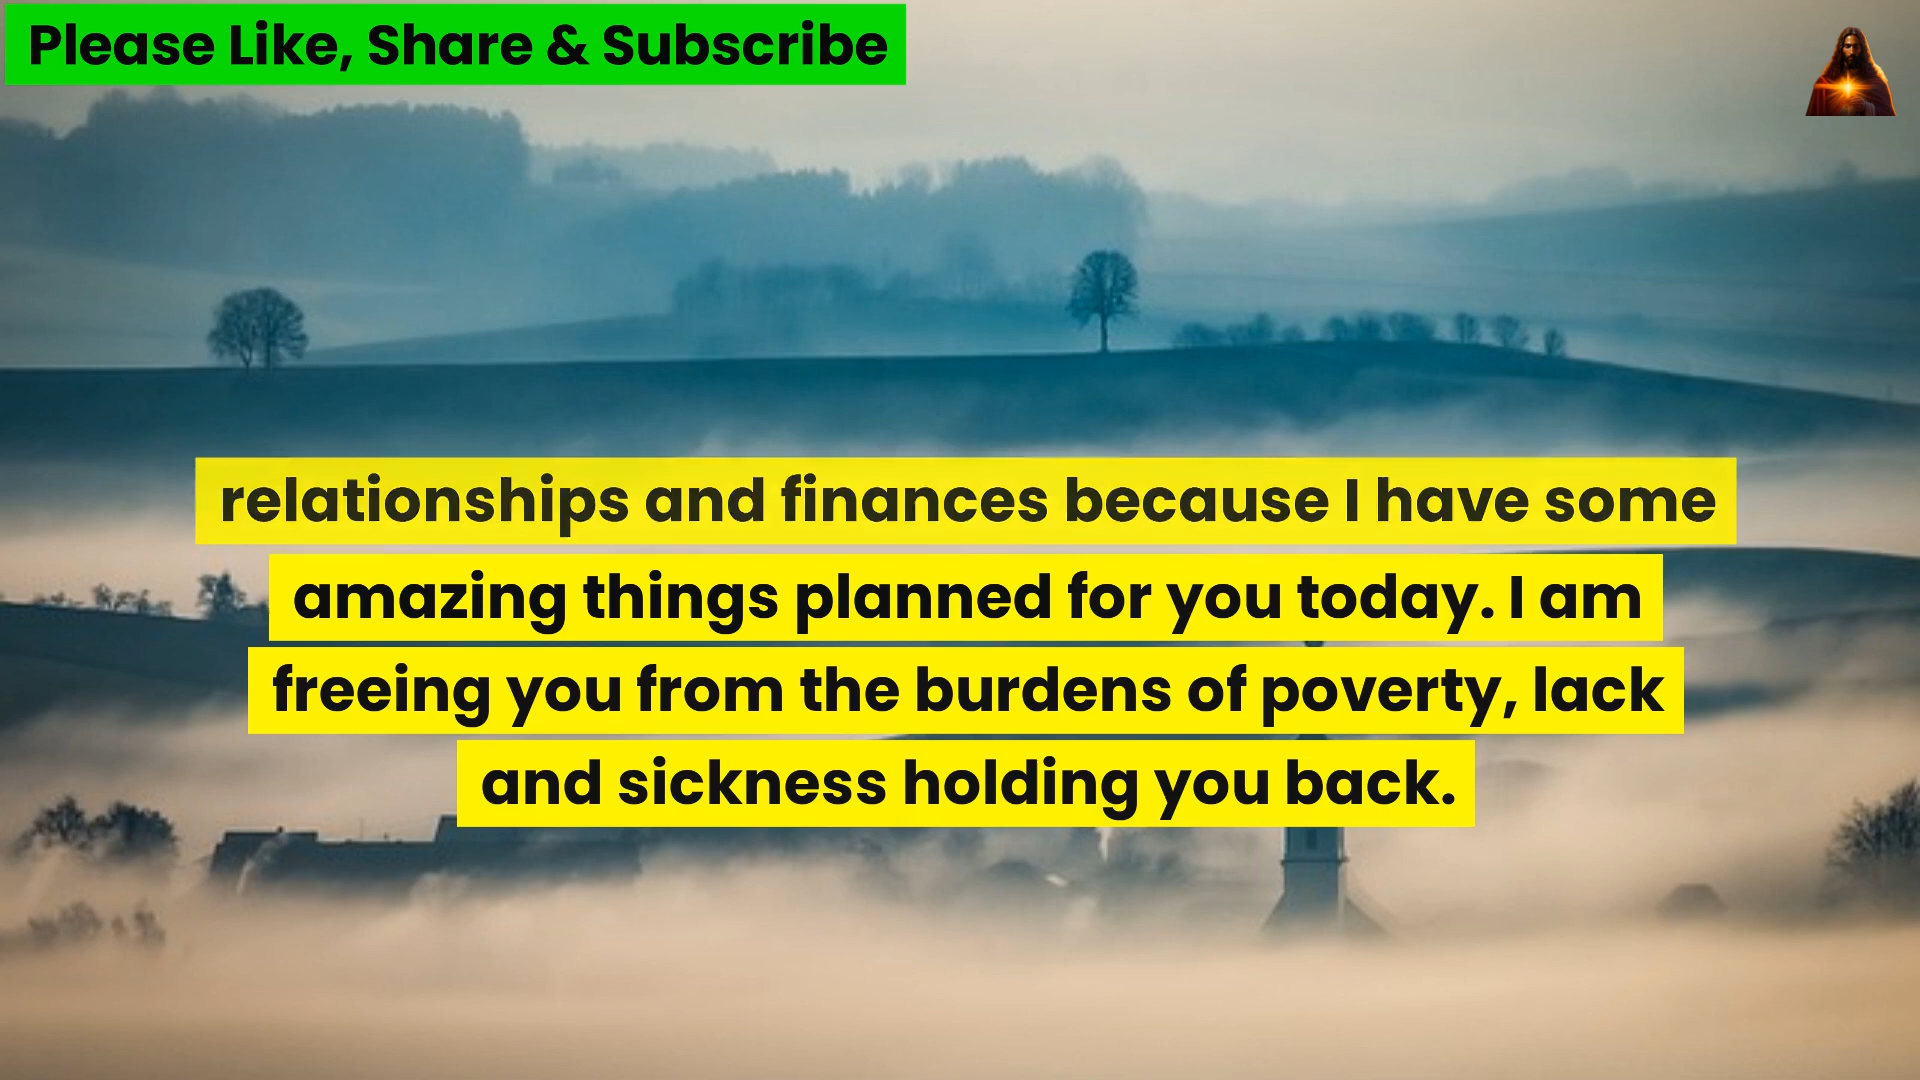 Please Like, Share & Subscribe
relationships and finances because I have some
amazing things planned for you today. I am
freeing you from the burdens of poverty, lack
and sickness holding you back.